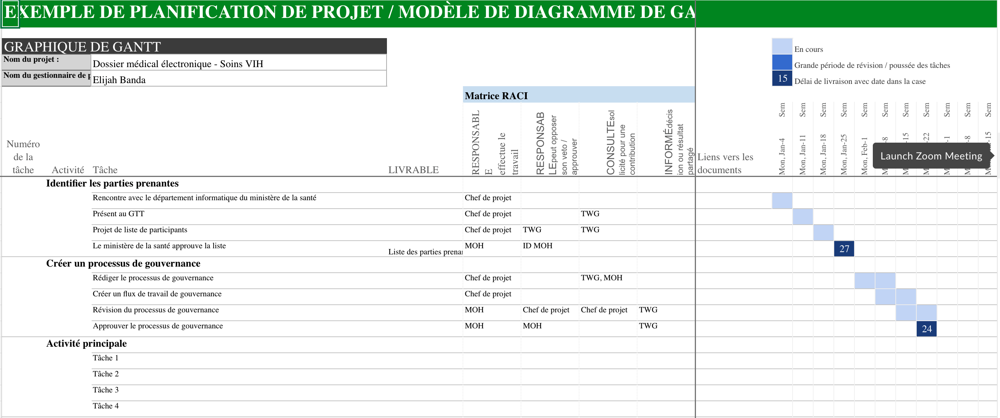 EXEMPLE DE PLANIFICATION DE PROJET / MODÈLE DE DIAGRAMME DE GA
GRAPHIQUE DE GANTT
Nom du projet :
Dossier médical électronique - Soins VIH
Nom du gestionnaire de p
Elijah Banda
En cours
Grande période de révision / poussée des tâches
15
Délai de livraison avec date dans la case
Matrice RACI
Numéro
de la
tâche
Activité
Tâche
LIVRABLE
RESPONSABL
E
effectue le
travail
RESPONSAB
LEpeut opposer
son veto /
approuver
CONSULTEsol
licité pour une
contribution
INFORMÉdécis
ion ou résultat
partagé
Liens vers les
documents
Mon, Jan-4 Sem
Mon, Jan-11 Sem
Mon, Jan-18 Sem
Mon, Jan-25 Sem
Mon, Feb-1 Sem
-8 Sem
-15 Sem
-22 Sem
-1 Sem
-8 Sem
-15 Sem
Launch Zoom Meeting
Identifier les parties prenantes
Rencontre avec le département informatique du ministère de la santé Chef de projet
Présent au GTT Chef de projet TWG
Projet de liste de participants Chef de projet TWG TWG
Le ministère de la santé approuve la liste Liste des parties prenan MOH ID MOH 27
Créer un processus de gouvernance
Rédiger le processus de gouvernance Chef de projet TWG, MOH
Créer un flux de travail de gouvernance Chef de projet
Révision du processus de gouvernance MOH Chef de projet Chef de projet TWG
Approuver le processus de gouvernance MOH MOH TWG 24
Activité principale
Tâche 1
Tâche 2
Tâche 3
Tâche 4